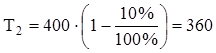 T₂ = 400 · (1 − 10% / 100%) = 360